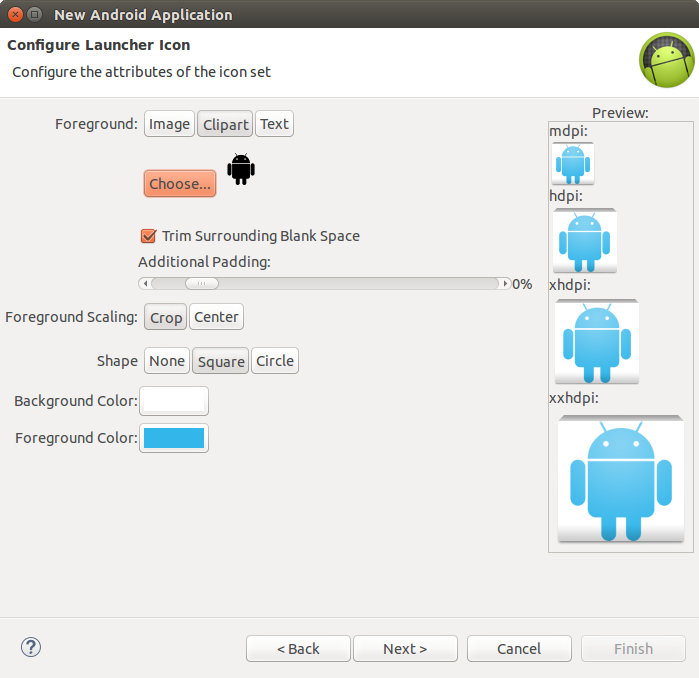 New Android Application
Configure Launcher Icon
Configure the attributes of the icon set
Foreground: Image Clipart Text
Choose...
Trim Surrounding Blank Space
Additional Padding:
0%
Foreground Scaling: Crop Center
Shape None Square Circle
Background Color:
Foreground Color:
Preview:
mdpi:
hdpi:
xhdpi:
xxhdpi:
? < Back Next > Cancel Finish